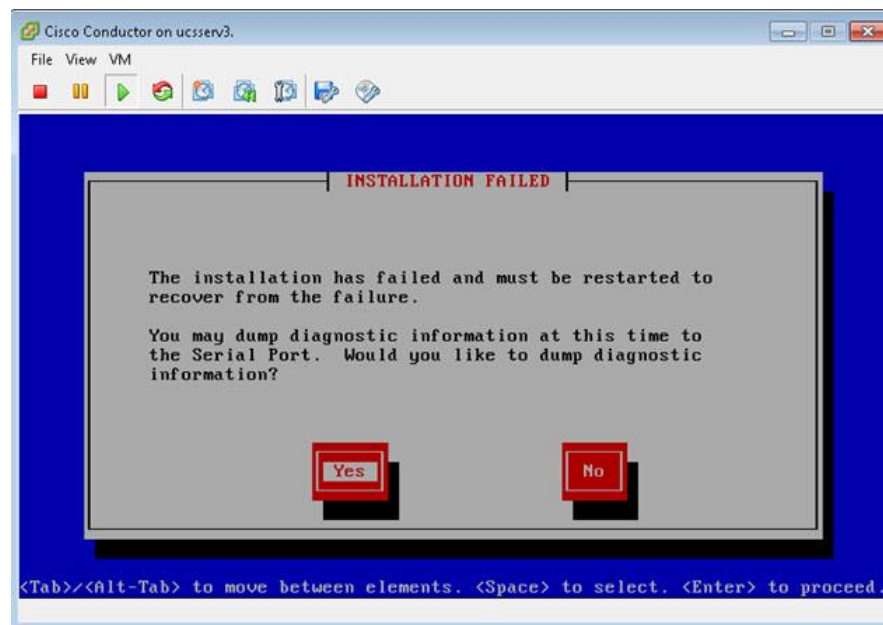 Cisco Conductor on ucsserv3.
File View VM
INSTALLATION FAILED
The installation has failed and must be restarted to
recover from the failure.
You may dump diagnostic information at this time to
the Serial Port. Would you like to dump diagnostic
information?
Yes No
<Tab>/<Alt-Tab> to move between elements. <Space> to select. <Enter> to proceed.